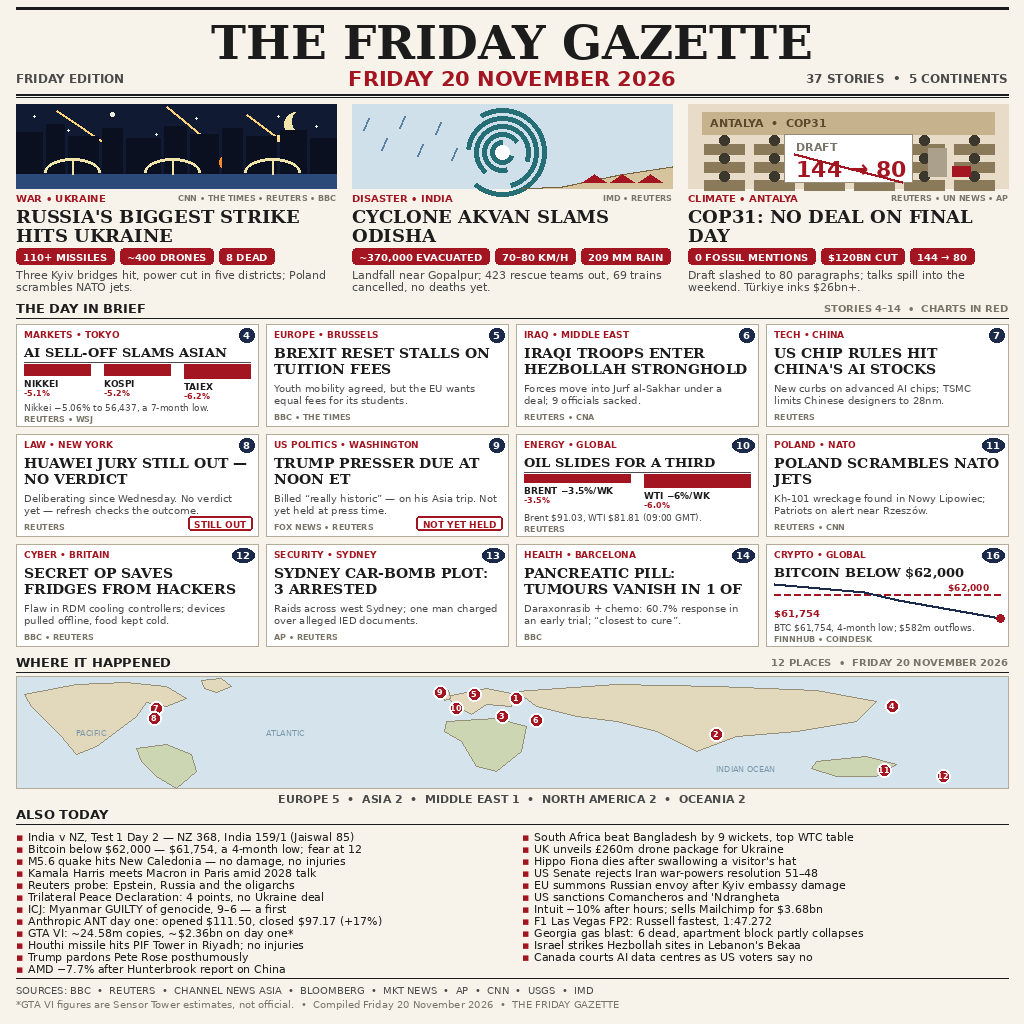 THE FRIDAY GAZETTE
FRIDAY EDITION
FRIDAY 20 NOVEMBER 2026
37 STORIES • 5 CONTINENTS
WAR • UKRAINE
CNN • THE TIMES • REUTERS • BBC
RUSSIA'S BIGGEST STRIKE
HITS UKRAINE
110+ MISSILES
~400 DRONES
8 DEAD
Three Kyiv bridges hit, power cut in five districts; Poland
scrambles NATO jets.
DISASTER • INDIA
IMD • REUTERS
CYCLONE AKVAN SLAMS
ODISHA
~370,000 EVACUATED
70–80 KM/H
209 MM RAIN
Landfall near Gopalpur; 423 rescue teams out, 69 trains
cancelled, no deaths yet.
ANTALYA • COP31
DRAFT
144 → 80
CLIMATE • ANTALYA
REUTERS • UN NEWS • AP
COP31: NO DEAL ON FINAL
DAY
0 FOSSIL MENTIONS
$120BN CUT
144 → 80
Draft slashed to 80 paragraphs; talks spill into the
weekend. Türkiye inks $26bn+.
THE DAY IN BRIEF
STORIES 4–14 • CHARTS IN RED
MARKETS • TOKYO
4
AI SELL-OFF SLAMS ASIAN
NIKKEI
-5.1%
KOSPI
-5.2%
TAIEX
-6.2%
Nikkei −5.06% to 56,437, a 7-month low.
REUTERS • WSJ
EUROPE • BRUSSELS
5
BREXIT RESET STALLS ON
TUITION FEES
Youth mobility agreed, but the EU wants
equal fees for its students.
BBC • THE TIMES
IRAQ • MIDDLE EAST
6
IRAQI TROOPS ENTER
HEZBOLLAH STRONGHOLD
Forces move into Jurf al-Sakhar under a
deal; 9 officials sacked.
REUTERS • CNA
TECH • CHINA
7
US CHIP RULES HIT
CHINA'S AI STOCKS
New curbs on advanced AI chips; TSMC
limits Chinese designers to 28nm.
REUTERS
LAW • NEW YORK
8
HUAWEI JURY STILL OUT —
NO VERDICT
Deliberating since Wednesday. No verdict
yet — refresh checks the outcome.
REUTERS
STILL OUT
US POLITICS • WASHINGTON
9
TRUMP PRESSER DUE AT
NOON ET
Billed “really historic” — on his Asia trip. Not
yet held at press time.
FOX NEWS • REUTERS
NOT YET HELD
ENERGY • GLOBAL
10
OIL SLIDES FOR A THIRD
BRENT −3.5%/WK
-3.5%
WTI −6%/WK
-6.0%
Brent $91.03, WTI $81.81 (09:00 GMT).
REUTERS
POLAND • NATO
11
POLAND SCRAMBLES NATO
JETS
Kh-101 wreckage found in Nowy Lipowiec;
Patriots on alert near Rzeszów.
REUTERS • CNN
CYBER • BRITAIN
12
SECRET OP SAVES
FRIDGES FROM HACKERS
Flaw in RDM cooling controllers; devices
pulled offline, food kept cold.
BBC • REUTERS
SECURITY • SYDNEY
13
SYDNEY CAR-BOMB PLOT:
3 ARRESTED
Raids across west Sydney; one man charged
over alleged IED documents.
AP • REUTERS
HEALTH • BARCELONA
14
PANCREATIC PILL:
TUMOURS VANISH IN 1 OF
Daraxonrasib + chemo: 60.7% response in
an early trial; “closest to cure”.
BBC
CRYPTO • GLOBAL
16
BITCOIN BELOW $62,000
$62,000
$61,754
BTC $61,754, 4-month low; $582m outflows.
FINNHUB • COINDESK
WHERE IT HAPPENED
12 PLACES • FRIDAY 20 NOVEMBER 2026
9
5
1
7
10
4
8
3
6
PACIFIC
ATLANTIC
2
INDIAN OCEAN
11
12
EUROPE 5 • ASIA 2 • MIDDLE EAST 1 • NORTH AMERICA 2 • OCEANIA 2
ALSO TODAY
India v NZ, Test 1 Day 2 — NZ 368, India 159/1 (Jaiswal 85)
Bitcoin below $62,000 — $61,754, a 4-month low; fear at 12
M5.6 quake hits New Caledonia — no damage, no injuries
Kamala Harris meets Macron in Paris amid 2028 talk
Reuters probe: Epstein, Russia and the oligarchs
Trilateral Peace Declaration: 4 points, no Ukraine deal
ICJ: Myanmar GUILTY of genocide, 9–6 — a first
Anthropic ANT day one: opened $111.50, closed $97.17 (+17%)
GTA VI: ~24.58m copies, ~$2.36bn on day one*
Houthi missile hits PIF Tower in Riyadh; no injuries
Trump pardons Pete Rose posthumously
AMD −7.7% after Hunterbrook report on China
South Africa beat Bangladesh by 9 wickets, top WTC table
UK unveils £260m drone package for Ukraine
Hippo Fiona dies after swallowing a visitor's hat
US Senate rejects Iran war-powers resolution 51–48
EU summons Russian envoy after Kyiv embassy damage
US sanctions Comancheros and 'Ndrangheta
Intuit −10% after hours; sells Mailchimp for $3.68bn
F1 Las Vegas FP2: Russell fastest, 1:47.272
Georgia gas blast: 6 dead, apartment block partly collapses
Israel strikes Hezbollah sites in Lebanon's Bekaa
Canada courts AI data centres as US voters say no
SOURCES: BBC • REUTERS • CHANNEL NEWS ASIA • BLOOMBERG • MKT NEWS • AP • CNN • USGS • IMD
*GTA VI figures are Sensor Tower estimates, not official. • Compiled Friday 20 November 2026 • THE FRIDAY GAZETTE